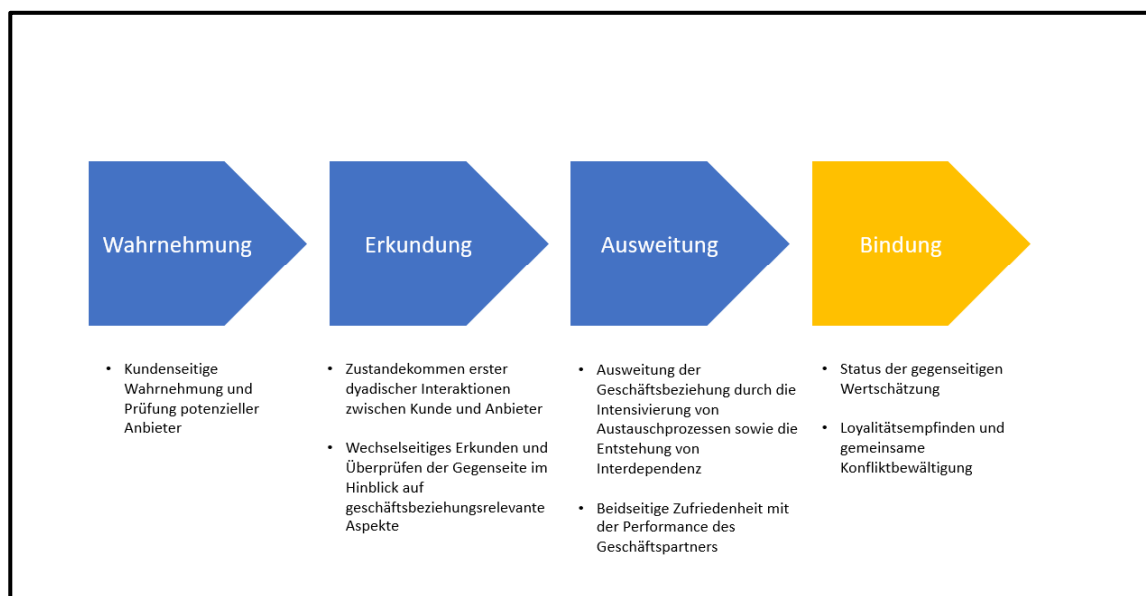 Wahrnehmung
Erkundung
Ausweitung
Bindung
• Kundenseitige
Wahrnehmung und
Prüfung potenzieller
Anbieter
• Zustandekommen erster
dyadischer Interaktionen
zwischen Kunde und Anbieter
• Wechselseitiges Erkunden und
Überprüfen der Gegenseite im
Hinblick auf
geschäftsbeziehungsrelevante
Aspekte
• Ausweitung der
Geschäftsbeziehung durch die
Intensivierung von
Austauschprozessen sowie die
Entstehung von
Interdependenz
• Beidseitige Zufriedenheit mit
der Performance des
Geschäftspartners
• Status der gegenseitigen
Wertschätzung
• Loyalitätsempfinden und
gemeinsame
Konfliktbewältigung